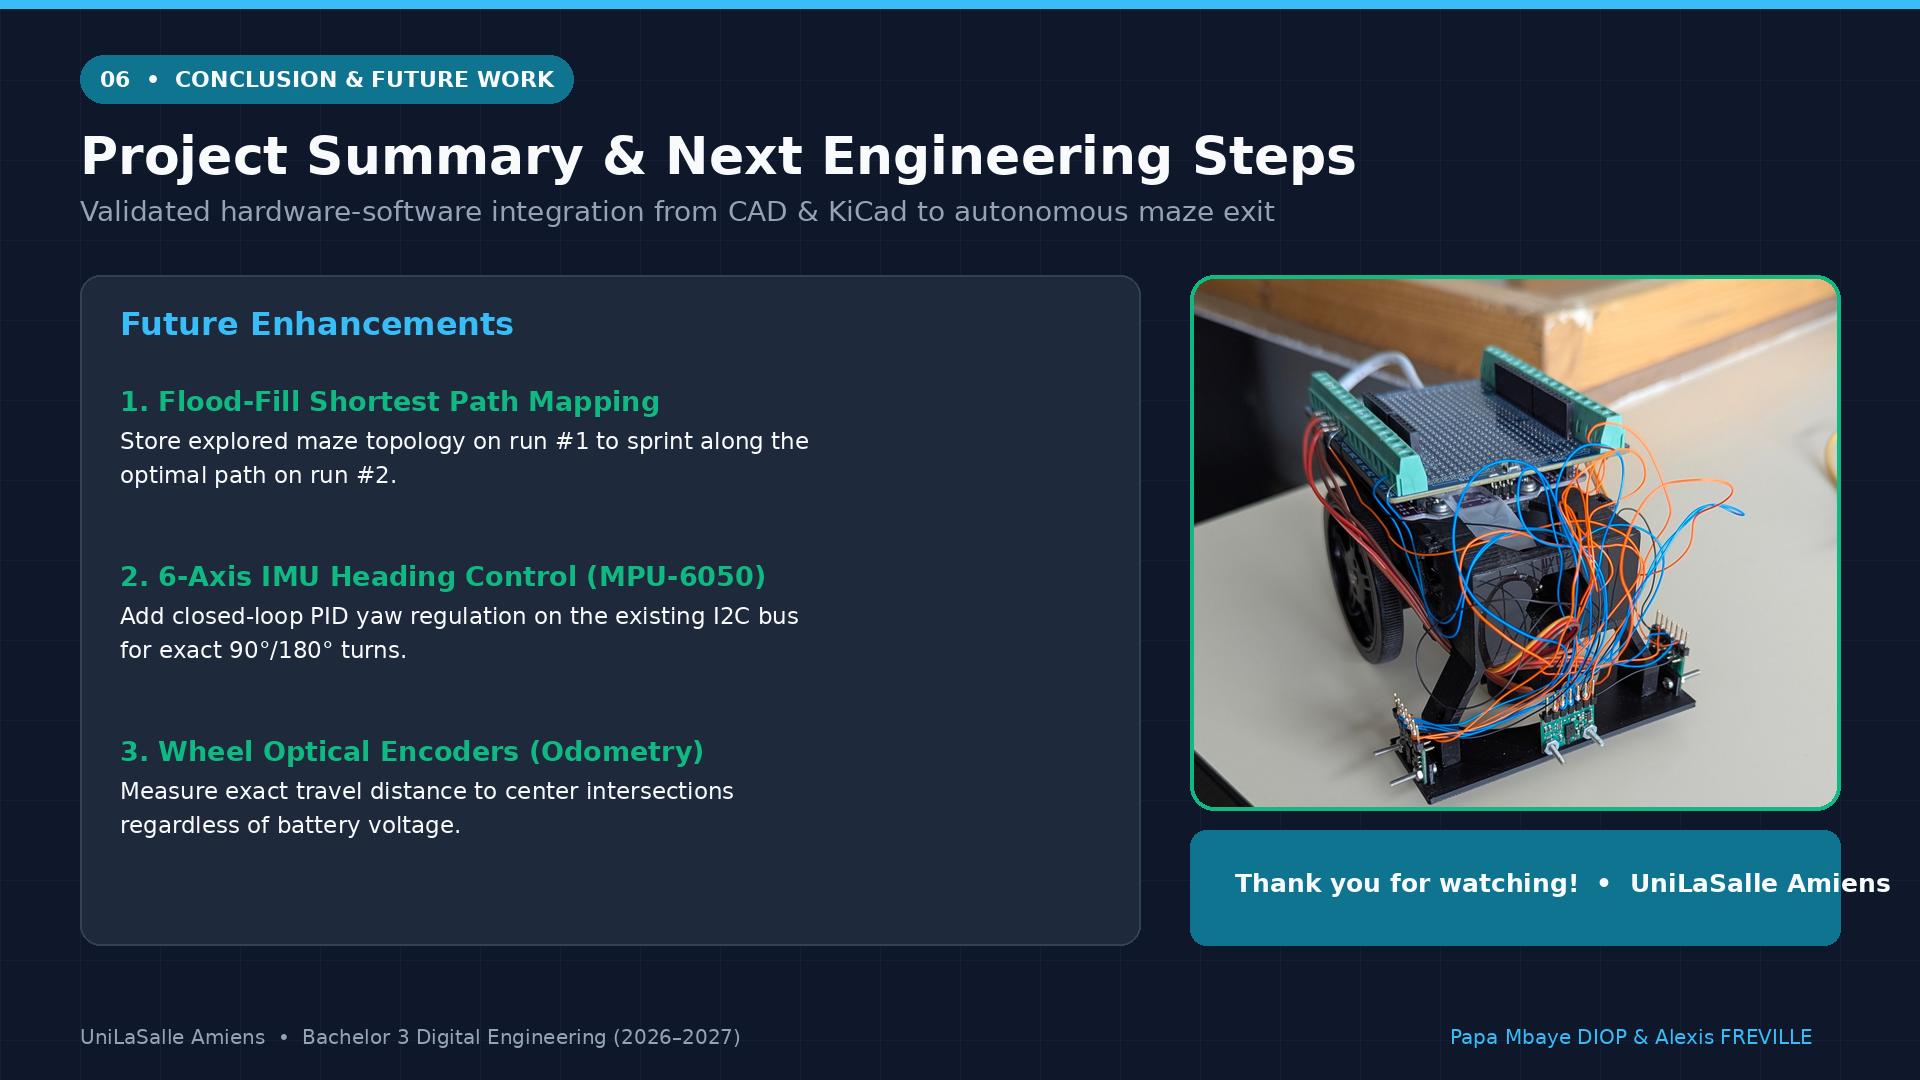 06 • CONCLUSION & FUTURE WORK
Project Summary & Next Engineering Steps
Validated hardware-software integration from CAD & KiCad to autonomous maze exit
Future Enhancements
1. Flood-Fill Shortest Path Mapping
Store explored maze topology on run #1 to sprint along the
optimal path on run #2.
2. 6-Axis IMU Heading Control (MPU-6050)
Add closed-loop PID yaw regulation on the existing I2C bus
for exact 90°/180° turns.
3. Wheel Optical Encoders (Odometry)
Measure exact travel distance to center intersections
regardless of battery voltage.
Thank you for watching! • UniLaSalle Amiens
UniLaSalle Amiens • Bachelor 3 Digital Engineering (2026–2027)
Papa Mbaye DIOP & Alexis FREVILLE